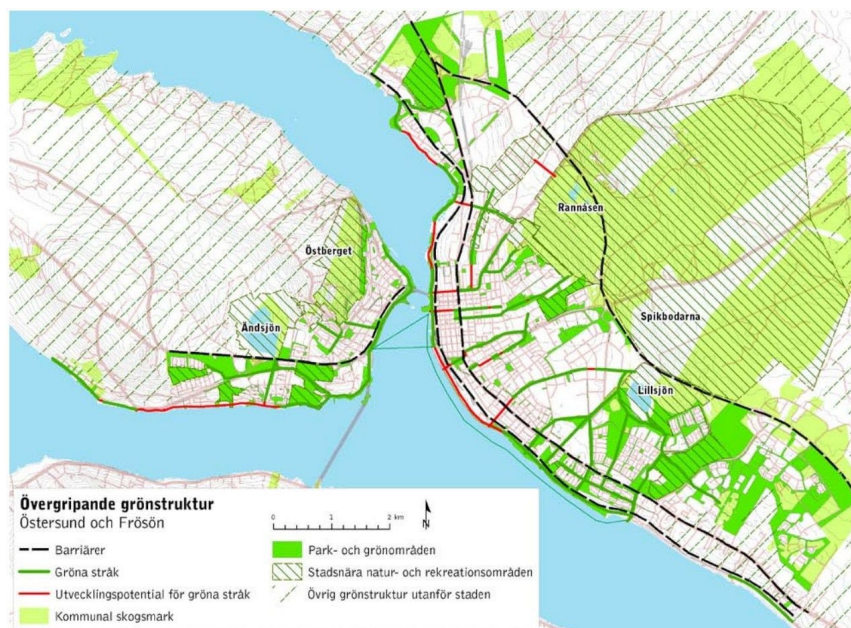 Rannåsen
Östberget
Spikbodarna
Ändsjön
Lillsjön
Övergripande grönstruktur
Östersund och Frösön
0 1 2 km
N
Barriärer
Gröna stråk
Utvecklingspotential för gröna stråk
Kommunal skogsmark
Park- och grönområden
Stadsnära natur- och rekreationsområden
Övrig grönstruktur utanför staden